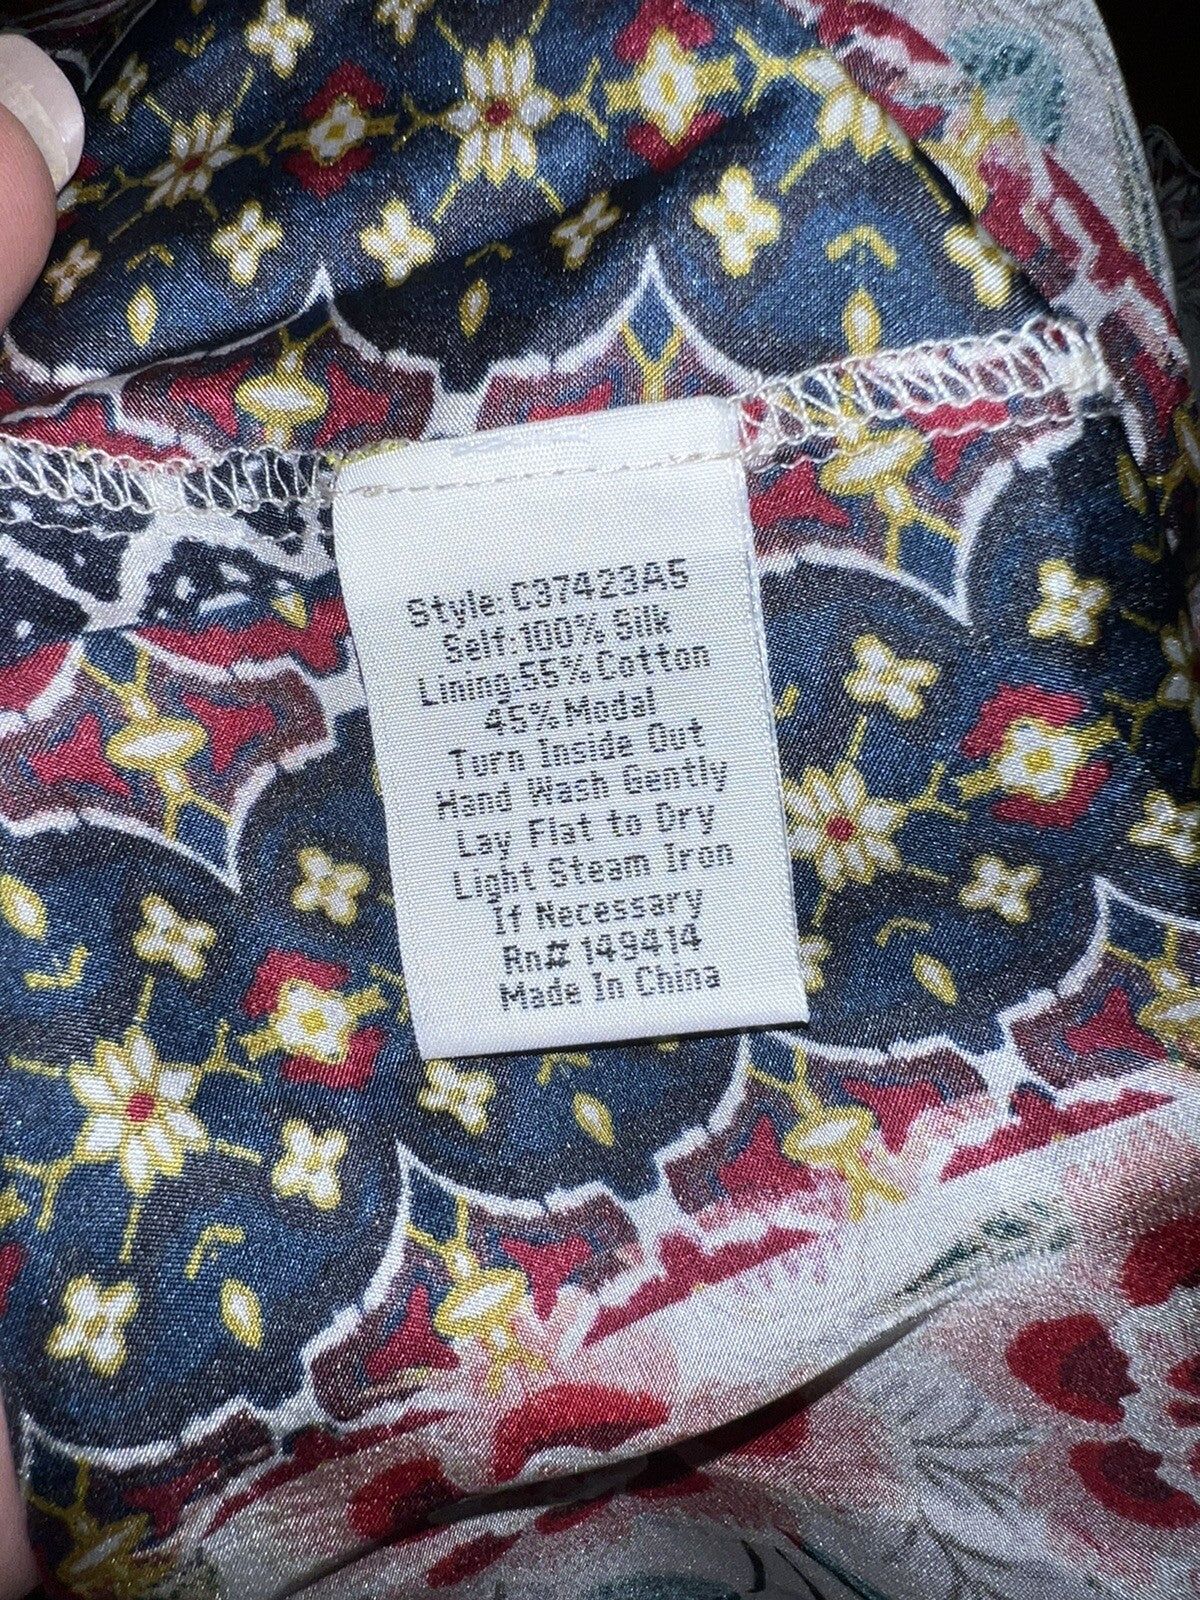 Style:C37423A5
Self:100% Silk
Lining:55% Cotton
45% Modal
Turn Inside Out
Hand Wash Gently
Lay Flat to Dry
Light Steam Iron
If Necessary
Rn# 149414
Made In China